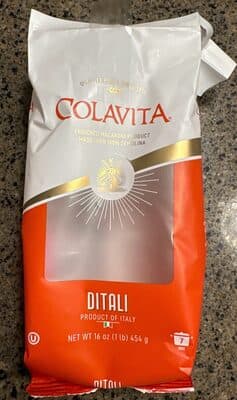 COLAVITA
ENRICHED MACARONI PRODUCT
MADE WITH 100% SEMOLINA
DITALI
PRODUCT OF ITALY
NET WT 16 oz (1 lb) 454 g
7
U
DITALI